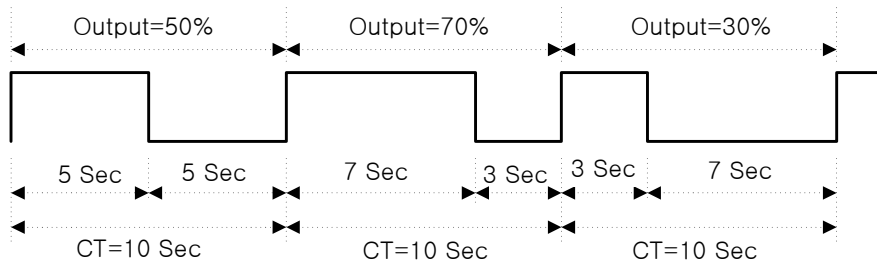 Output=50% Output=70% Output=30%
5 Sec 5 Sec 7 Sec 3 Sec 3 Sec 7 Sec
CT=10 Sec CT=10 Sec CT=10 Sec